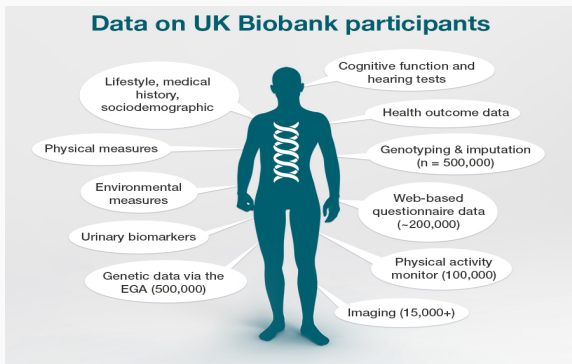 Data on UK Biobank participants
Lifestyle, medical
history,
sociodemographic
Physical measures
Environmental
measures
Urinary biomarkers
Genetic data via the
EGA (500,000)
Cognitive function and
hearing tests
Health outcome data
Genotyping & imputation
(n = 500,000)
Web-based
questionnaire data
(~200,000)
Physical activity
monitor (100,000)
Imaging (15,000+)